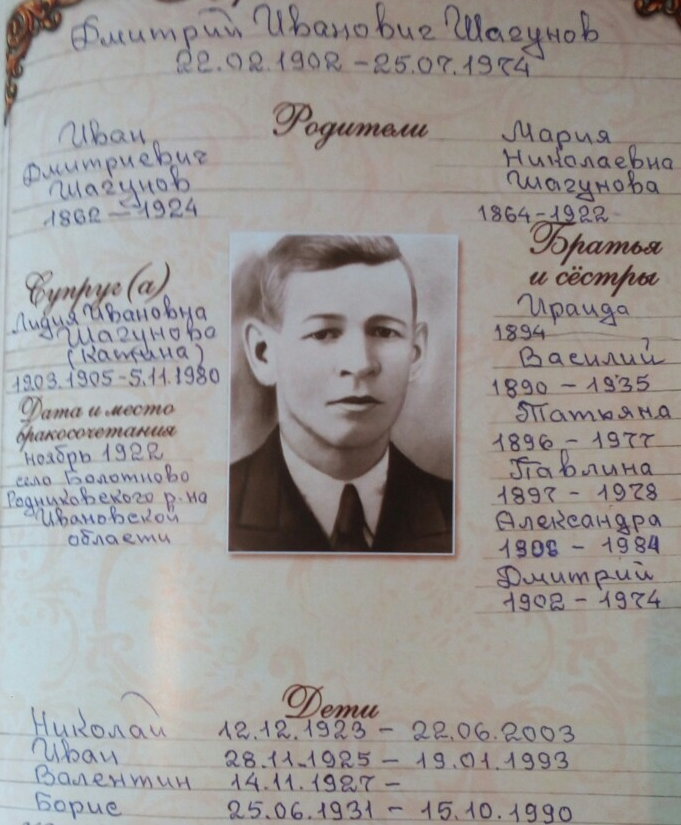 Дмитрий Иванович Шагунов
22.02.1902 – 25.07.1974
Родители
Иван
Дмитриевич
Шагунов
1862 – 1924
Мария
Николаевна
Шагунова
1864-1922
Супруг(а)
Лидия Ивановна
Шагунова
(Катина)
19.03.1905-5.11.1980
Дата и место
бракосочетания
ноябрь 1922
село Болотново
Родниковского р-на
Ивановской
области
Братья
и сёстры
Ираида
1894
Василий
1890 – 1935
Татьяна
1896 – 1977
Павлина
1897 – 1978
Александра
– 1984
Дмитрий
1902 – 1974
Дети
Николай 12.12.1923 – 22.06.2003
Иван 28.11.1925 – 19.01.1993
Валентин 14.11.1927 –
Борис 25.06.1931 – 15.10.1990